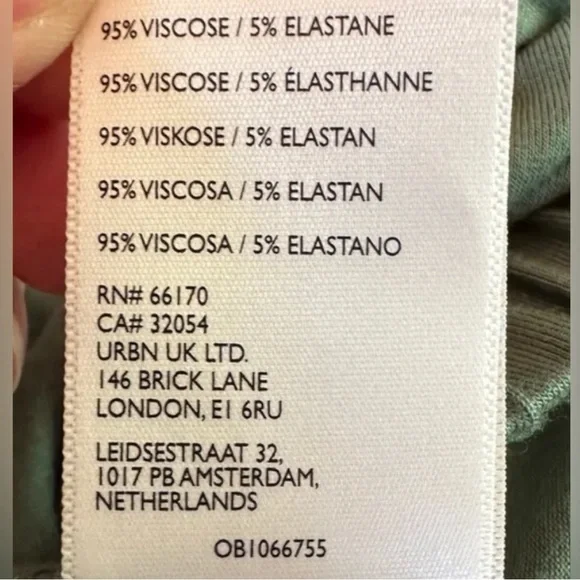 95% VISCOSE / 5% ELASTANE
95% VISCOSE / 5% ÉLASTHANNE
95% VISKOSE / 5% ELASTAN
95% VISCOSA / 5% ELASTAN
95% VISCOSA / 5% ELASTANO
RN# 66170
CA# 32054
URBN UK LTD.
146 BRICK LANE
LONDON, E1 6RU
LEIDSESTRAAT 32,
1017 PB AMSTERDAM,
NETHERLANDS
OB1066755